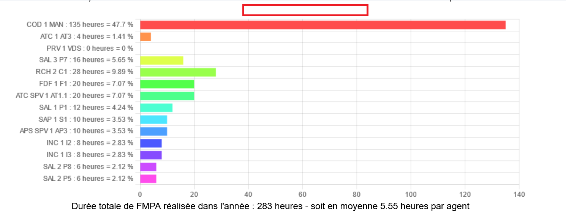 COD 1 MAN : 135 heures = 47.7 %
ATC 1 AT3 : 4 heures = 1.41 %
PRV 1 VDS : 0 heures = 0 %
SAL 3 P7 : 16 heures = 5.65 %
RCH 2 C1 : 28 heures = 9.89 %
FDF 1 F1 : 20 heures = 7.07 %
ATC SPV 1 AT1.1 : 20 heures = 7.07 %
SAL 1 P1 : 12 heures = 4.24 %
SAP 1 S1 : 10 heures = 3.53 %
APS SPV 1 AP3 : 10 heures = 3.53 %
INC 1 I2 : 8 heures = 2.83 %
INC 1 I3 : 8 heures = 2.83 %
SAL 2 P8 : 6 heures = 2.12 %
SAL 2 P5 : 6 heures = 2.12 %
0 20 40 60 80 100 120 140
Durée totale de FMPA réalisée dans l'année : 283 heures - soit en moyenne 5.55 heures par agent